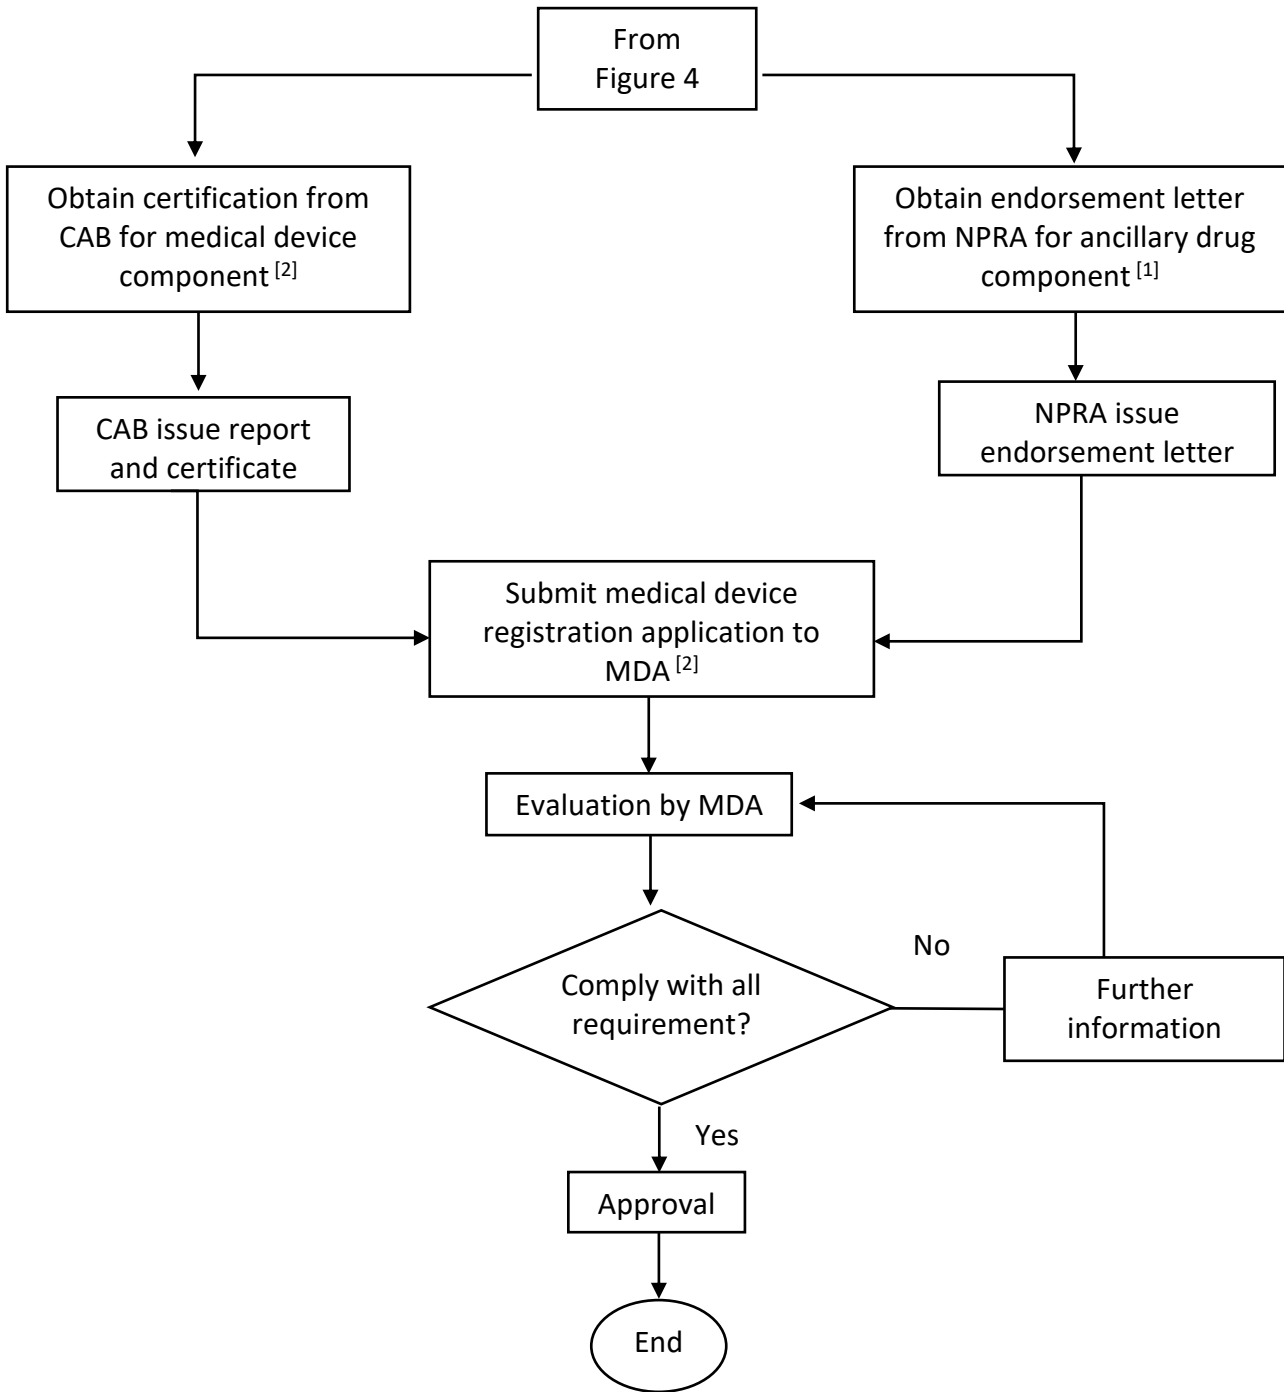 From
Figure 4
Obtain certification from
CAB for medical device
component [2]
Obtain endorsement letter
from NPRA for ancillary drug
component [1]
CAB issue report
and certificate
NPRA issue
endorsement letter
Submit medical device
registration application to
MDA [2]
Evaluation by MDA
Comply with all
requirement?
No
Further
information
Yes
Approval
End